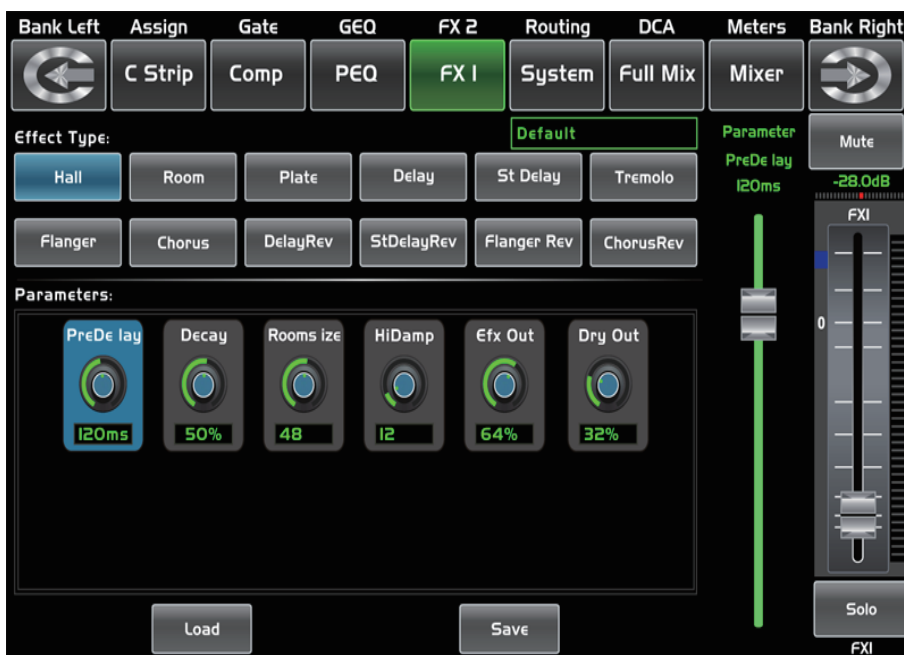 Bank Left Assign Gate GEQ FX 2 Routing DCA Meters Bank Right
C Strip Comp PEQ FX 1 System Full Mix Mixer
Effect Type: Default Parameter Mute
PreDe lay
Hall Room Plate Delay St Delay Tremolo 120ms -28.0dB
FX1
Flanger Chorus DelayRev StDelayRev Flanger Rev ChorusRev
Parameters:
0
PreDe lay Decay Rooms ize HiDamp Efx Out Dry Out
120ms 50% 48 12 64% 32%
Load Save Solo
FX1